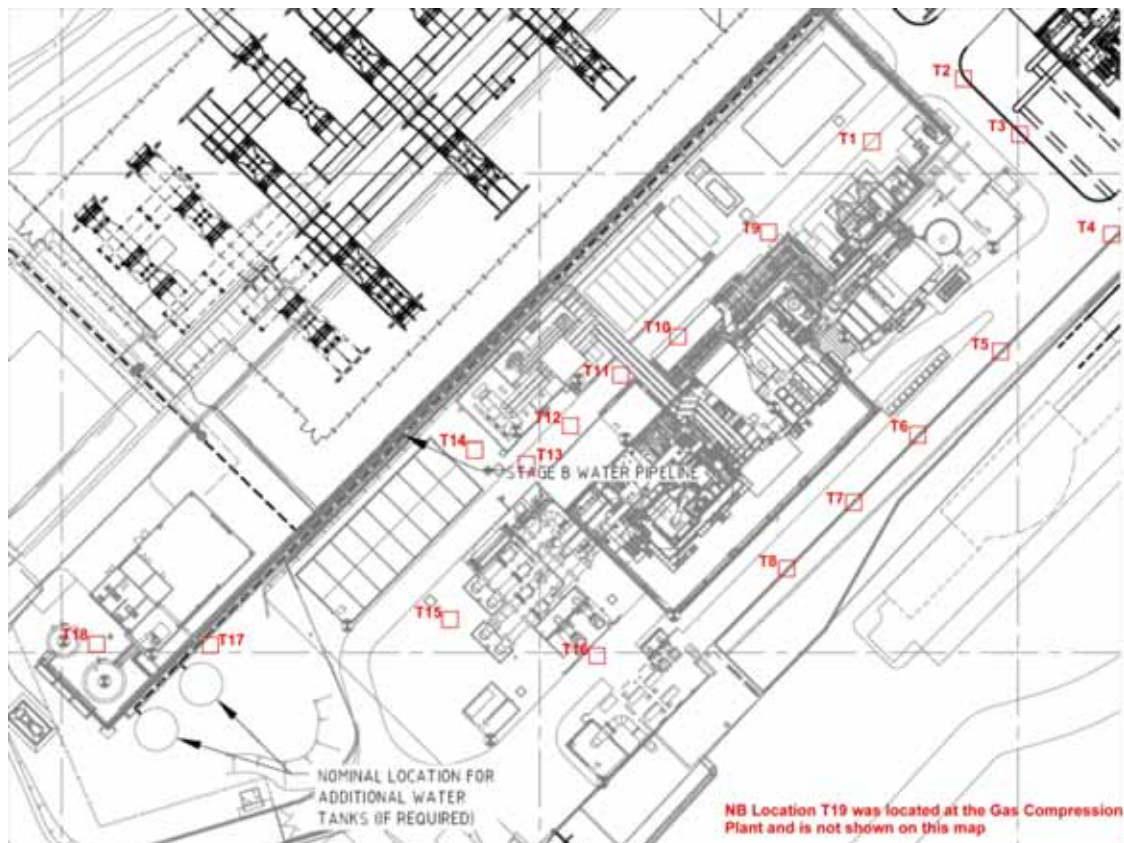 T2
T3
T1
T4
T9
T10
T5
T11
T12
T6
T14
T13
STAGE B WATER PIPELINE
T7
T8
T15
T18
T17
T16
NOMINAL LOCATION FOR
ADDITIONAL WATER
TANKS (IF REQUIRED)
NB Location T19 was located at the Gas Compression
Plant and is not shown on this map